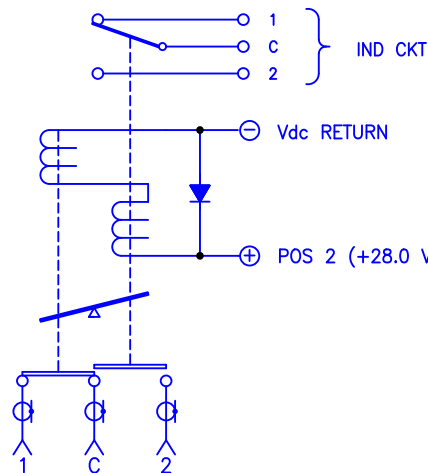 1
C
IND CKT
2
− Vdc RETURN
+ POS 2 (+28.0 V
1 C 2